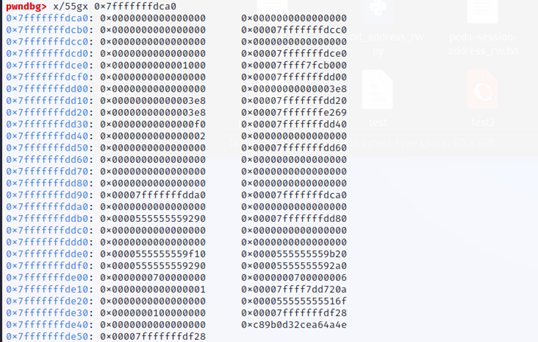 pwndbg> x/55gx 0x7fffffffdca0
0x7fffffffdca0: 0x0000000000000000 0x0000000000000000
0x7fffffffdcb0: 0x0000000000000000 0x00007fffffffdcc0
0x7fffffffdcc0: 0x0000000000000000 0x0000000000000000
0x7fffffffdcd0: 0x0000000000000000 0x00007fffffffdce0
0x7fffffffdce0: 0x0000000000001000 0x00007ffff7fcb000
0x7fffffffdcf0: 0x0000000000000000 0x00007fffffffdd00
0x7fffffffdd00: 0x0000000000000000 0x00000000000003e8
0x7fffffffdd10: 0x00000000000003e8 0x00007fffffffdd20
0x7fffffffdd20: 0x00000000000003e8 0x00007fffffffe269
0x7fffffffdd30: 0x00000000000000f0 0x00007fffffffdd40
0x7fffffffdd40: 0x0000000000000002 0x0000000000000000
0x7fffffffdd50: 0x0000000000000000 0x00007fffffffdd60
0x7fffffffdd60: 0x0000000000000000 0x0000000000000000
0x7fffffffdd70: 0x0000000000000000 0x0000000000000000
0x7fffffffdd80: 0x0000000000000000 0x0000000000000000
0x7fffffffdd90: 0x00007fffffffdda0 0x00007fffffffdca0
0x7fffffffdda0: 0x0000000000000000 0x0000000000000000
0x7fffffffddb0: 0x0000555555559290 0x00007fffffffdd80
0x7fffffffddc0: 0x0000000000000000 0x0000000000000000
0x7fffffffddd0: 0x0000000000000000 0x0000000000000000
0x7fffffffdde0: 0x0000555555559f10 0x0000555555559b20
0x7fffffffddf0: 0x0000555555559290 0x00005555555592a0
0x7fffffffde00: 0x0000000700000000 0x0000000700000006
0x7fffffffde10: 0x0000000000000001 0x00007ffff7dd720a
0x7fffffffde20: 0x0000000000000000 0x000055555555516f
0x7fffffffde30: 0x0000000100000000 0x00007fffffffdf28
0x7fffffffde40: 0x0000000000000000 0xc89b0d32cea64a4e
0x7fffffffde50: 0x00007fffffffdf28